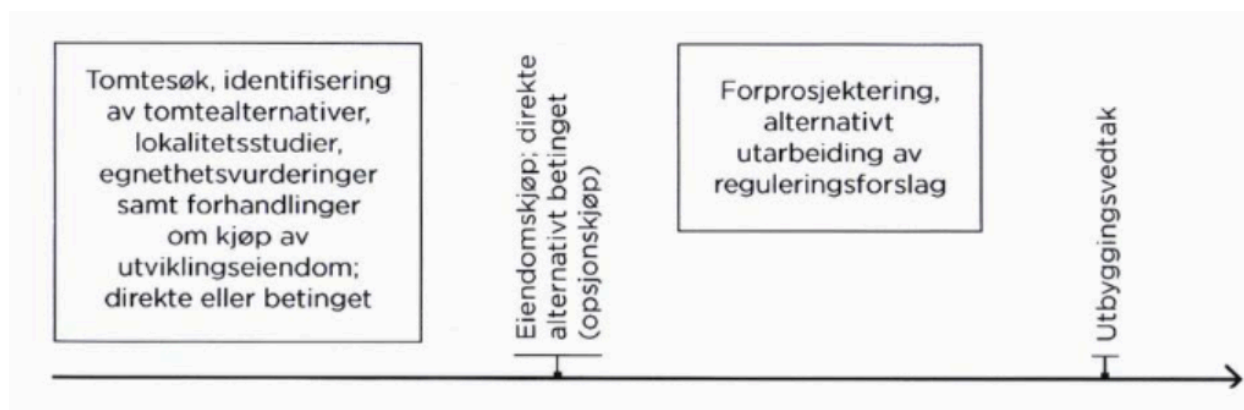 Tomtesøk, identifisering
av tomtealternativer,
lokalitetsstudier,
egnethetsvurderinger
samt forhandlinger
om kjøp av
utviklingseiendom;
direkte eller betinget
Eiendomskjøp; direkte
alternativt betinget
(opsjonskjøp)
Forprosjektering,
alternativt
utarbeiding av
reguleringsforslag
Utbyggingsvedtak